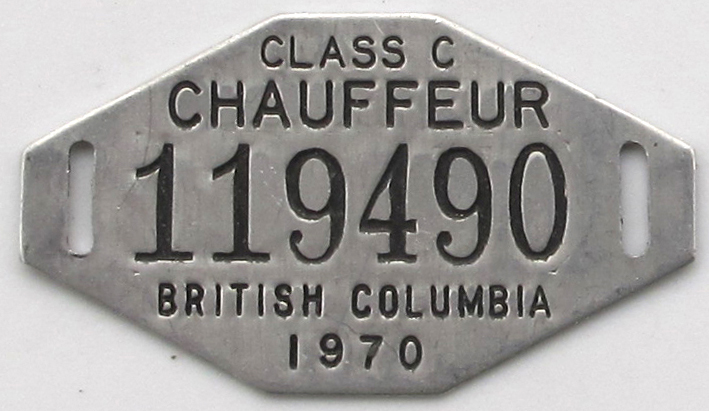 CLASS C
CHAUFFEUR
119490
BRITISH COLUMBIA
1970